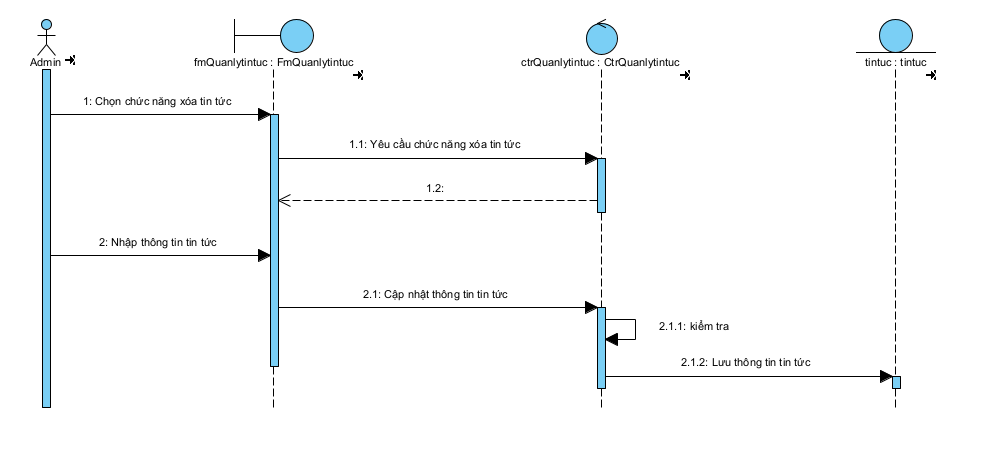 Admin
fmQuanlytintuc : FmQuanlytintuc
ctrQuanlytintuc : CtrQuanlytintuc
tintuc : tintuc
1: Chọn chức năng xóa tin tức
1.1: Yêu cầu chức năng xóa tin tức
1.2:
2: Nhập thông tin tin tức
2.1: Cập nhật thông tin tin tức
2.1.1: kiểm tra
2.1.2: Lưu thông tin tin tức